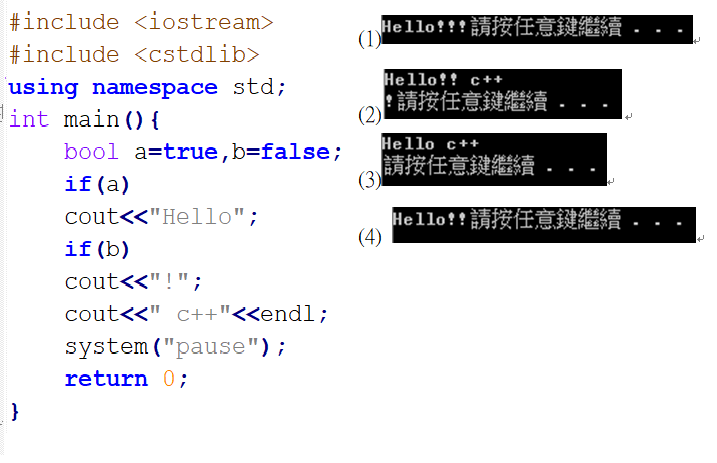 #include <iostream>
#include <cstdlib>
using namespace std;
int main(){
    bool a=true,b=false;
    if(a)
    cout<<"Hello";
    if(b)
    cout<<"!";
    cout<<" c++"<<endl;
    system("pause");
    return 0;
}
(1) Hello!!!請按任意鍵繼續 . . .
(2) Hello!! c++
!請按任意鍵繼續 . . .
(3) Hello c++
請按任意鍵繼續 . . .
(4) Hello!!請按任意鍵繼續 . . .